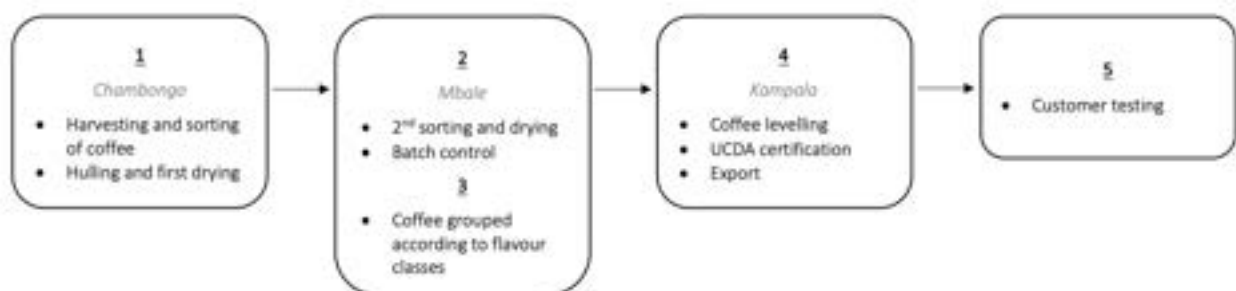 1
Chambonga
• Harvesting and sorting
of coffee
• Hulling and first drying
2
Mbale
• 2nd sorting and drying
• Batch control
3
• Coffee grouped
according to flavour
classes
4
Kampala
• Coffee levelling
• UCDA certification
• Export
5
• Customer testing